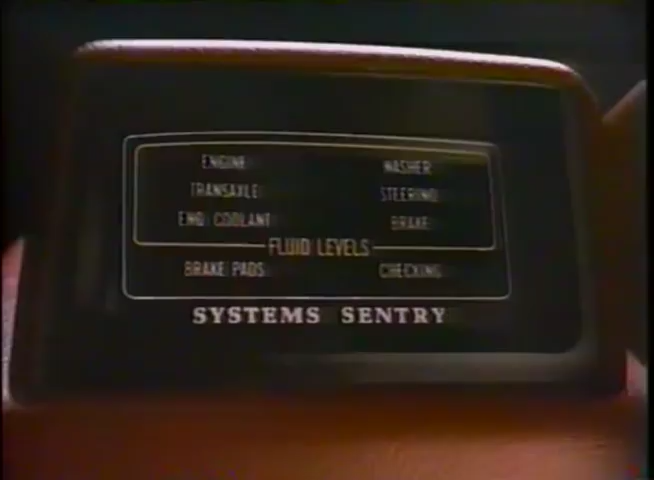 ENGINE WASHER
TRANSAXLE STEERING
ENG COOLANT BRAKE
FLUID LEVELS
BRAKE PADS CHECKING
SYSTEMS SENTRY